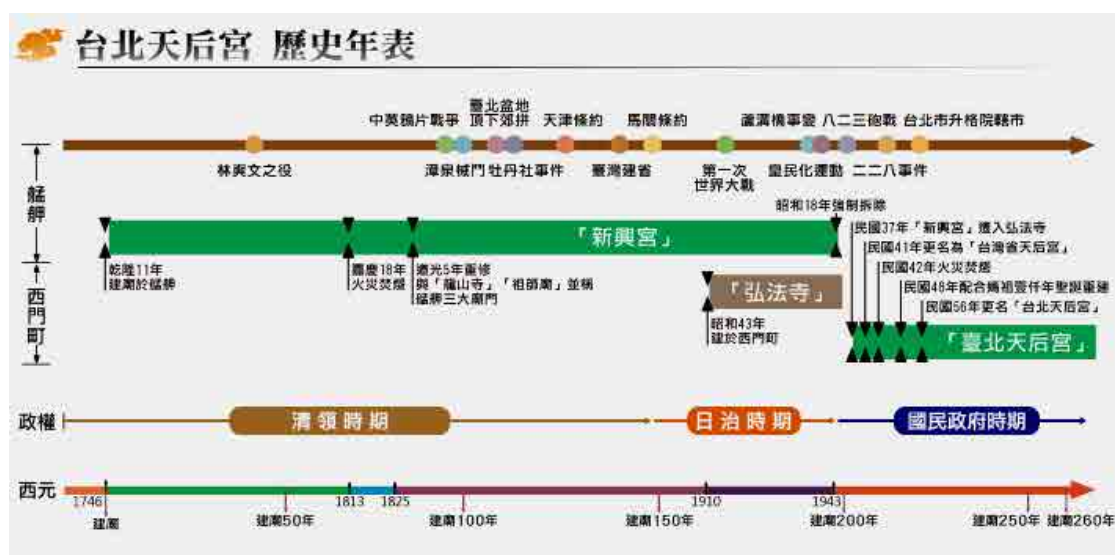 台北天后宮 歷史年表
中英鴉片戰爭
臺北盆地
頂下郊拚
天津條約
馬關條約
蘆溝橋事變
八二三砲戰
台北市升格院轄市
林爽文之役
漳泉械鬥
牡丹社事件
臺灣建省
第一次
世界大戰
皇民化運動
二二八事件
艋舺
昭和18年強制拆除
「新興宮」
民國37年「新興宮」遷入弘法寺
民國41年更名為「台灣省天后宮」
民國42年火災焚燬
民國48年配合媽祖壹仟年聖誕重建
民國56年更名「台北天后宮」
乾隆11年
建廟於艋舺
嘉慶18年
火災焚燬
道光5年重修
與「龍山寺」「祖師廟」並稱
艋舺三大廟門
西門町
「弘法寺」
昭和43年
建於西門町
「臺北天后宮」
政權
清領時期
日治時期
國民政府時期
西元
1746
1813
1825
1910
1943
建廟
建廟50年
建廟100年
建廟150年
建廟200年
建廟250年
建廟260年